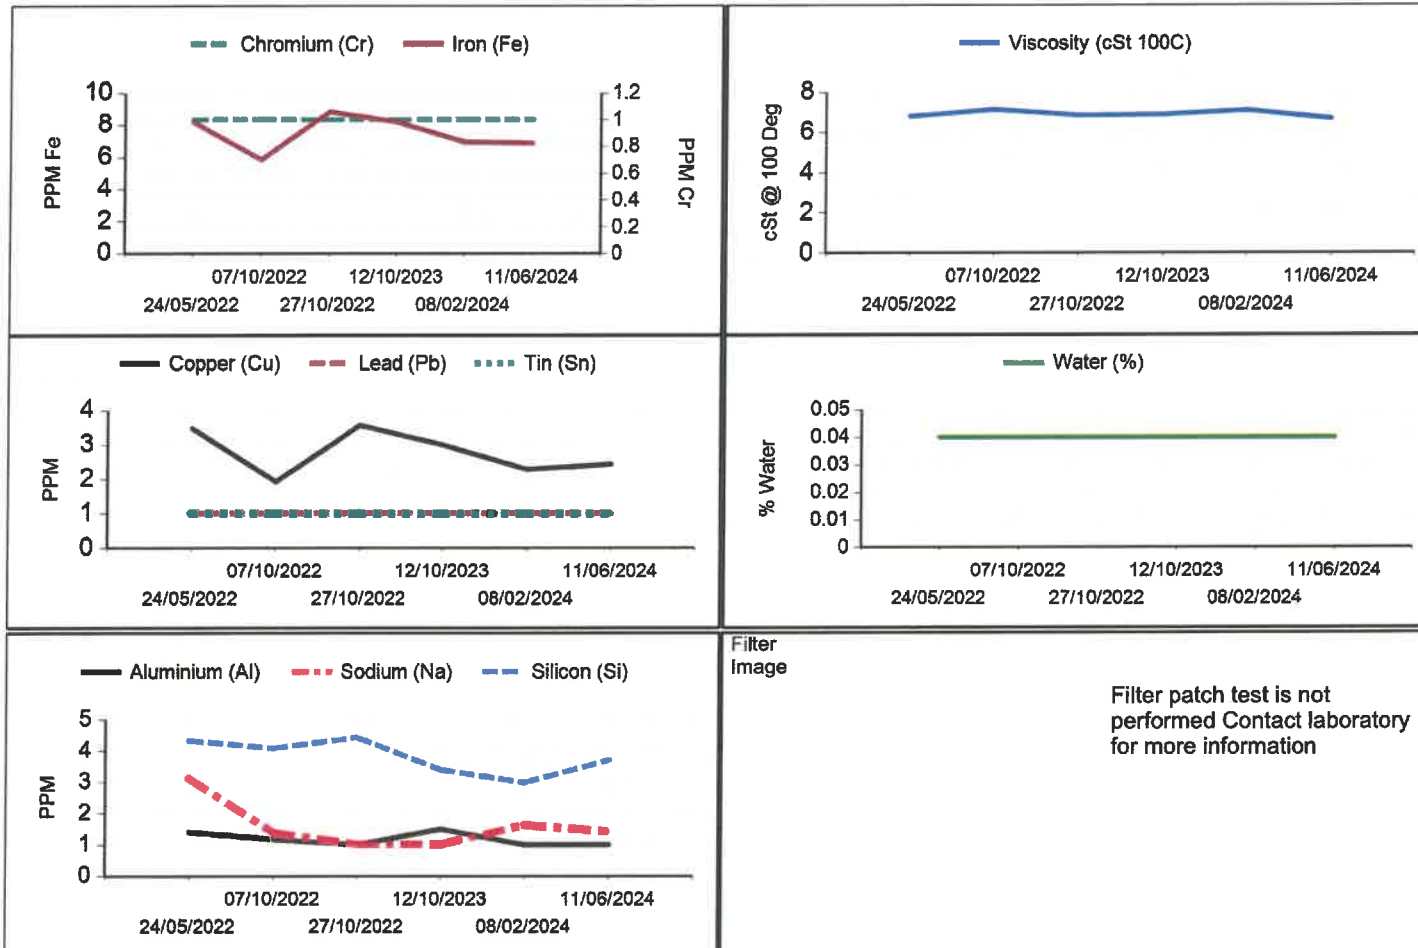 Chromium (Cr) Iron (Fe)
10
8
6
4
2
0
PPM Fe
1.2
1
0.8
0.6
0.4
0.2
0
PPM Cr
07/10/2022 12/10/2023 11/06/2024
24/05/2022 27/10/2022 08/02/2024
Viscosity (cSt 100C)
8
6
4
2
0
cSt @ 100 Deg
07/10/2022 12/10/2023 11/06/2024
24/05/2022 27/10/2022 08/02/2024
Copper (Cu) Lead (Pb) Tin (Sn)
4
3
2
1
0
PPM
07/10/2022 12/10/2023 11/06/2024
24/05/2022 27/10/2022 08/02/2024
Water (%)
0.05
0.04
0.03
0.02
0.01
0
% Water
07/10/2022 12/10/2023 11/06/2024
24/05/2022 27/10/2022 08/02/2024
Aluminium (Al) Sodium (Na) Silicon (Si)
5
4
3
2
1
0
PPM
07/10/2022 12/10/2023 11/06/2024
24/05/2022 27/10/2022 08/02/2024
Filter
Image
Filter patch test is not
performed Contact laboratory
for more information